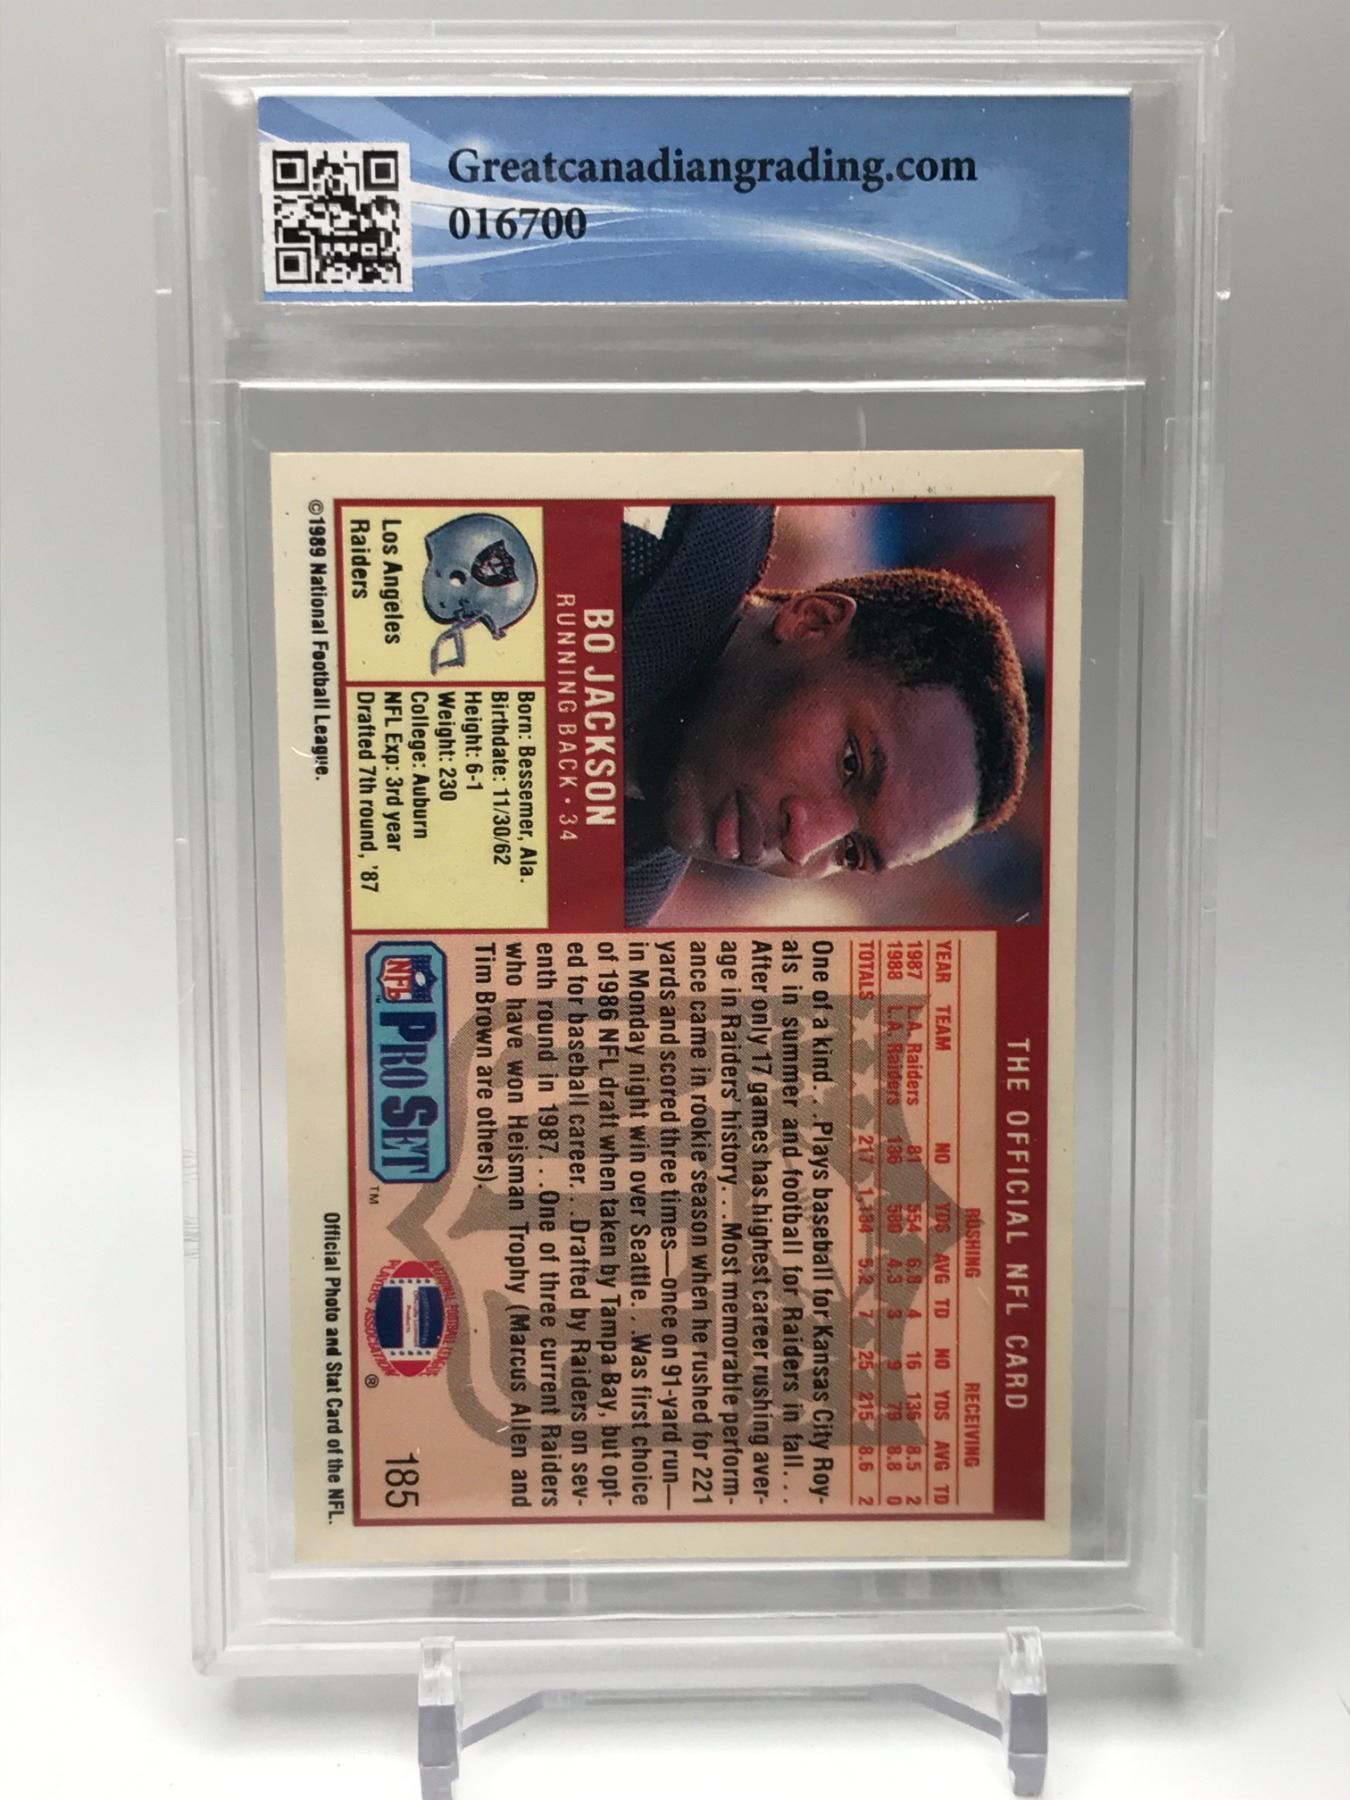 Greatcanadiangrading.com
016700
THE OFFICIAL NFL CARD
BO JACKSON
RUNNING BACK • 34
Los Angeles
Raiders
Born: Bessemer, Ala.
Birthdate: 11/30/62
Height: 6-1
Weight: 230
College: Auburn
NFL Exp: 3rd year
Drafted 7th round, '87
RUSHING RECEIVING
YEAR TEAM NO YDS AVG TD NO YDS AVG TD
1987 L.A. Raiders 81 554 6.8 4 16 136 8.5 2
1988 L.A. Raiders 136 580 4.3 3 9 79 8.8 0
TOTALS 217 1,134 5.2 7 25 215 8.6 2
One of a kind. . .Plays baseball for Kansas City Roy-
als in summer and football for Raiders in fall. . .
After only 17 games has highest career rushing aver-
age in Raiders' history. . .Most memorable perform-
ance came in rookie season when he rushed for 221
yards and scored three times—once on 91-yard run—
in Monday night win over Seattle. . .Was first choice
of 1986 NFL draft when taken by Tampa Bay, but opt-
ed for baseball career. . .Drafted by Raiders on sev-
enth round in 1987. . .One of three current Raiders
who have won Heisman Trophy (Marcus Allen and
Tim Brown are others).
NFL PRO SET ™
NATIONAL FOOTBALL LEAGUE
PLAYERS ASSOCIATION ®
185
©1989 National Football League.
Official Photo and Stat Card of the NFL.